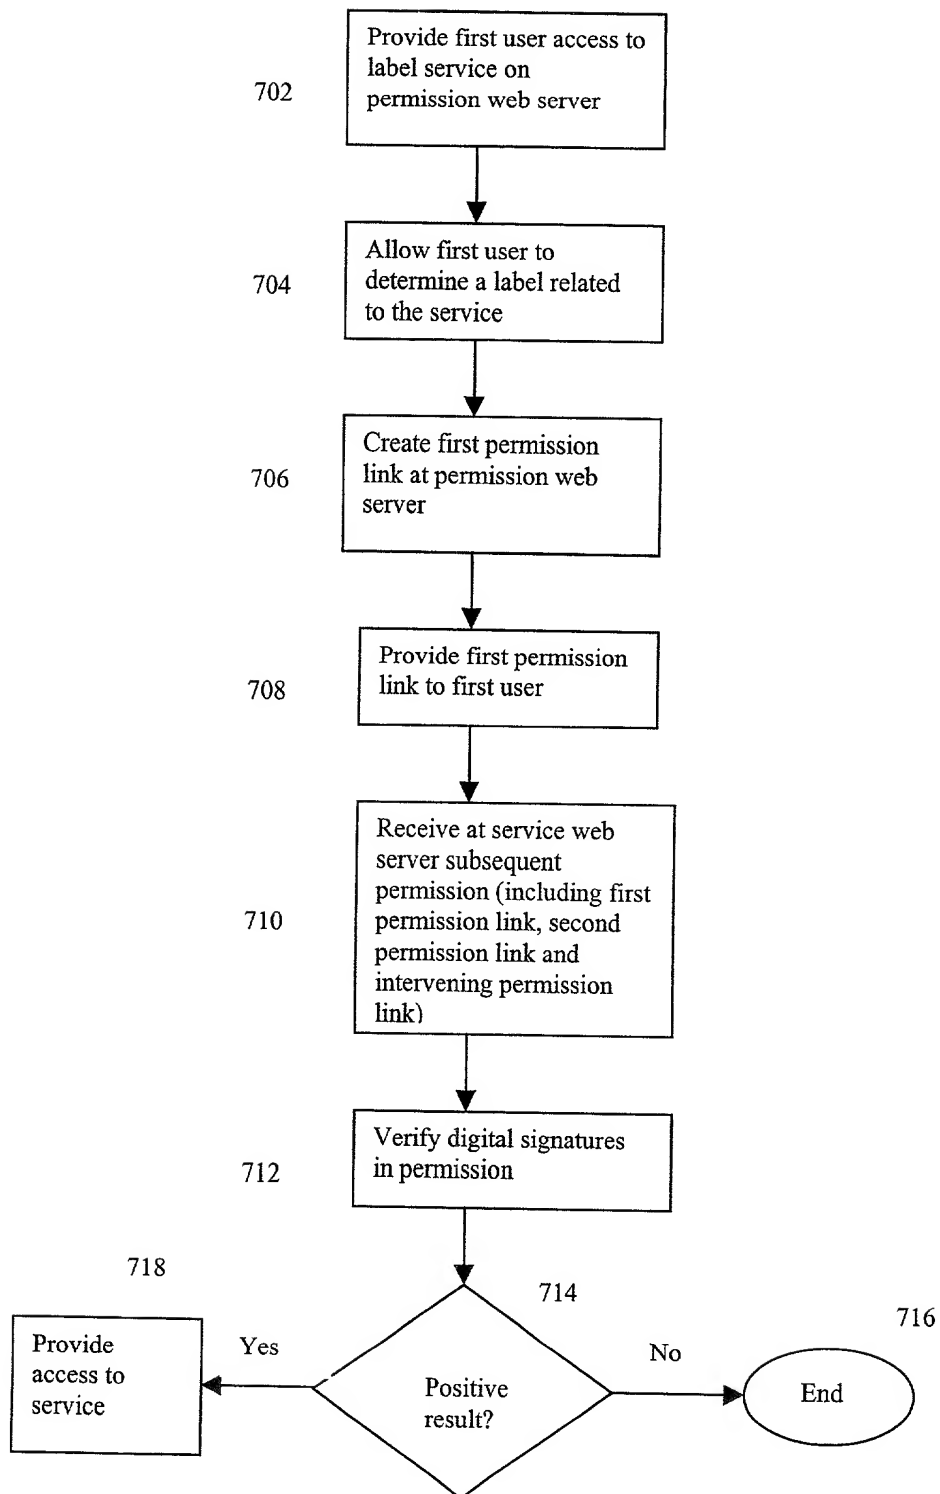 Provide first user access to
label service on
permission web server
702
Allow first user to
determine a label related
to the service
704
Create first permission
link at permission web
server
706
Provide first permission
link to first user
708
Receive at service web
server subsequent
permission (including first
permission link, second
permission link and
intervening permission
link)
710
Verify digital signatures
in permission
712
718
714
716
Provide
access to
service
Yes
Positive
result?
No
End